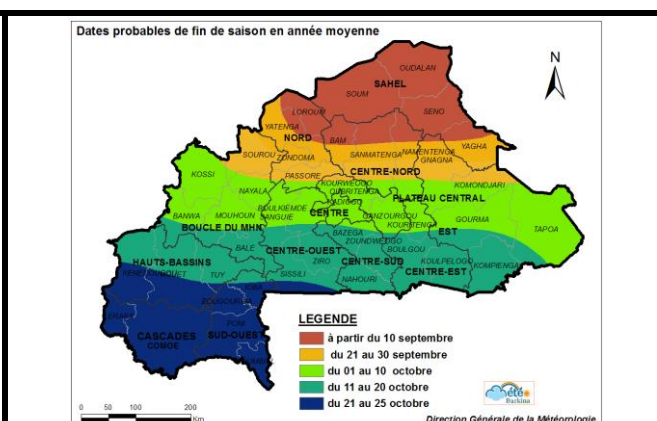 Dates probables de fin de saison en année moyenne
N
OUDALAN
SAHEL
SOUM
LOROUM
SENO
YATENGA
NORD
BAM
YAGHA
SOUROU
ZONDOMA
SANMATENGA
NAMENTENGA
GNAGNA
PASSORE
CENTRE-NORD
KOSSI
KOURWEOGO
OUBRITENGA
KOMONDJARI
NAYALA
KADIOGO
PLATEAU CENTRAL
BOULKIEMDE
BANWA
MOUHOUN
SANGUIE
CENTRE
GANZOURGOU
GOURMA
TAPOA
BOUCLE DU MHN
KOURITENGA
EST
BAZEGA
ZOUNDWEOGO
BALE
CENTRE-OUEST
BOULGOU
HAUTS-BASSINS
ZIRO
CENTRE-SUD
KOULPELOGO
KOMPIENGA
CENTRE-EST
TUY
SISSILI
NAHOURI
BOUGOURIBA
CASCADES
SUD-OUEST
COMOE
LEGENDE
à partir du 10 septembre
du 21 au 30 septembre
du 01 au 10 octobre
du 11 au 20 octobre
du 21 au 25 octobre
été
Burkina
0 50 100 200
Km
Direction Générale de la Météorologie